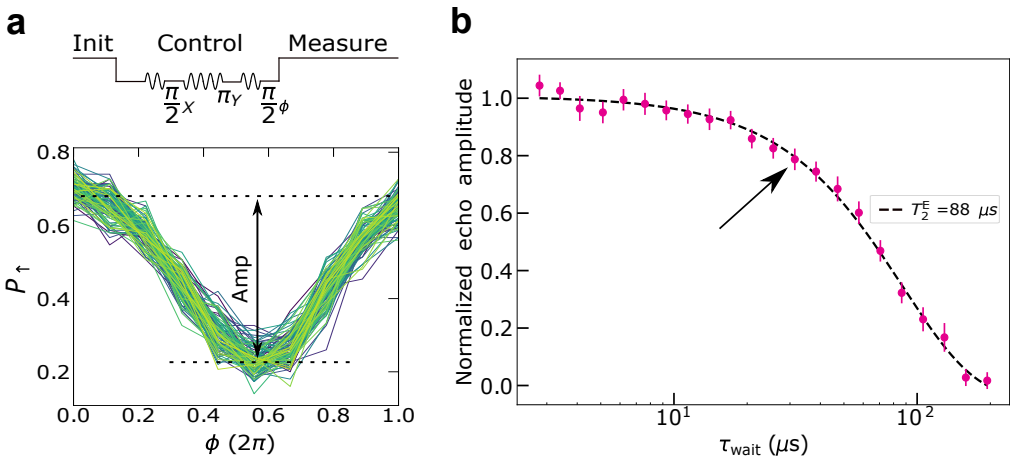 a
Init Control Measure
π/2 X π_Y π/2 ϕ
0.8
0.6
0.4
0.2
P↑
Amp
0.0 0.2 0.4 0.6 0.8 1.0
ϕ (2π)
b
1.0
0.8
0.6
0.4
0.2
0.0
Normalized echo amplitude
T₂ᴱ =88 μs
10¹ 10²
τ_wait (μs)